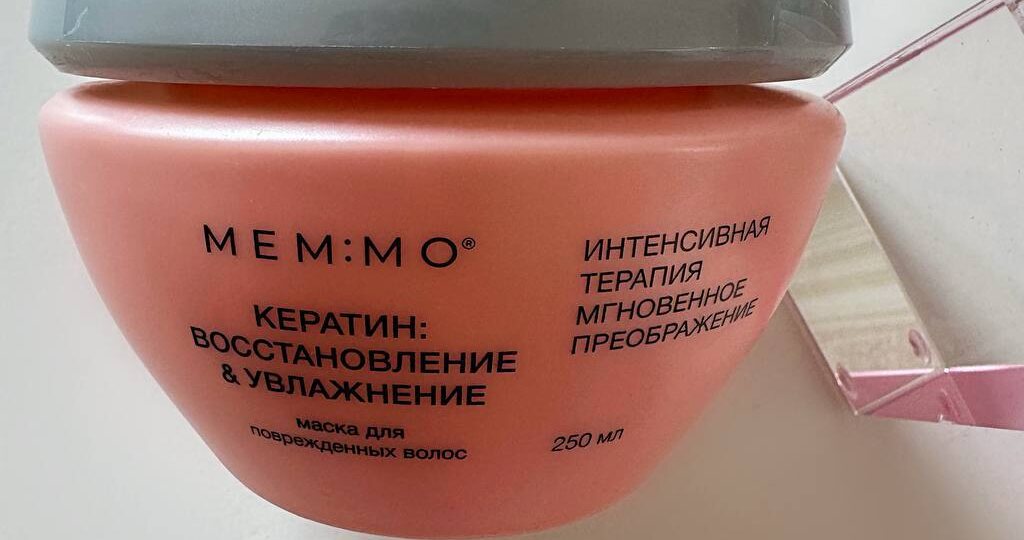 MEM:MO®
КЕРАТИН:
ВОССТАНОВЛЕНИЕ
& УВЛАЖНЕНИЕ
маска для
поврежденных волос
ИНТЕНСИВНАЯ
ТЕРАПИЯ
МГНОВЕННОЕ
ПРЕОБРАЖЕНИЕ
250 мл